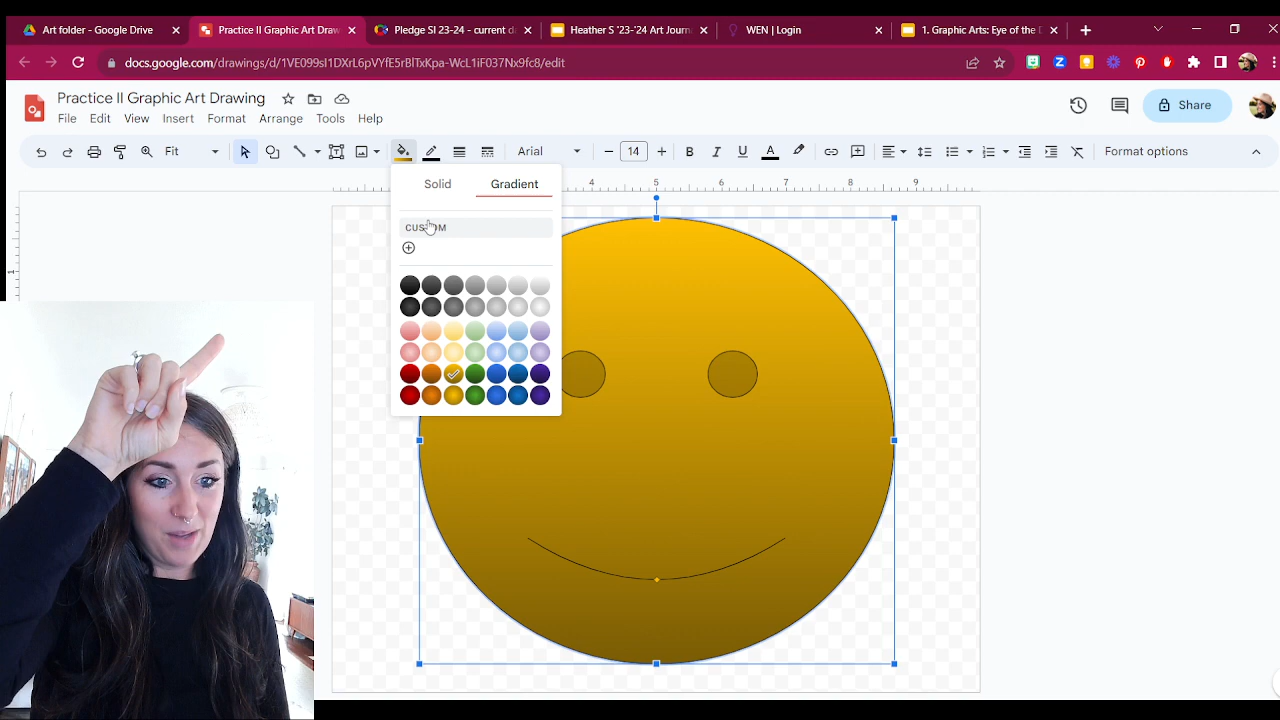 Art folder - Google Drive
Practice II Graphic Art Draw
Pledge SI 23-24 - current d
Heather S '23-'24 Art Journ
WEN | Login
1. Graphic Arts: Eye of the
docs.google.com/drawings/d/1VE099sI1DXrL6pVYfE5rBlTxKpa-WcL1iF037Nx9fc8/edit
Practice II Graphic Art Drawing
File Edit View Insert Format Arrange Tools Help
Share
Fit
Arial
14
B I U A
Format options
Solid Gradient
4 5 6 7 8 9
CUSTOM
1